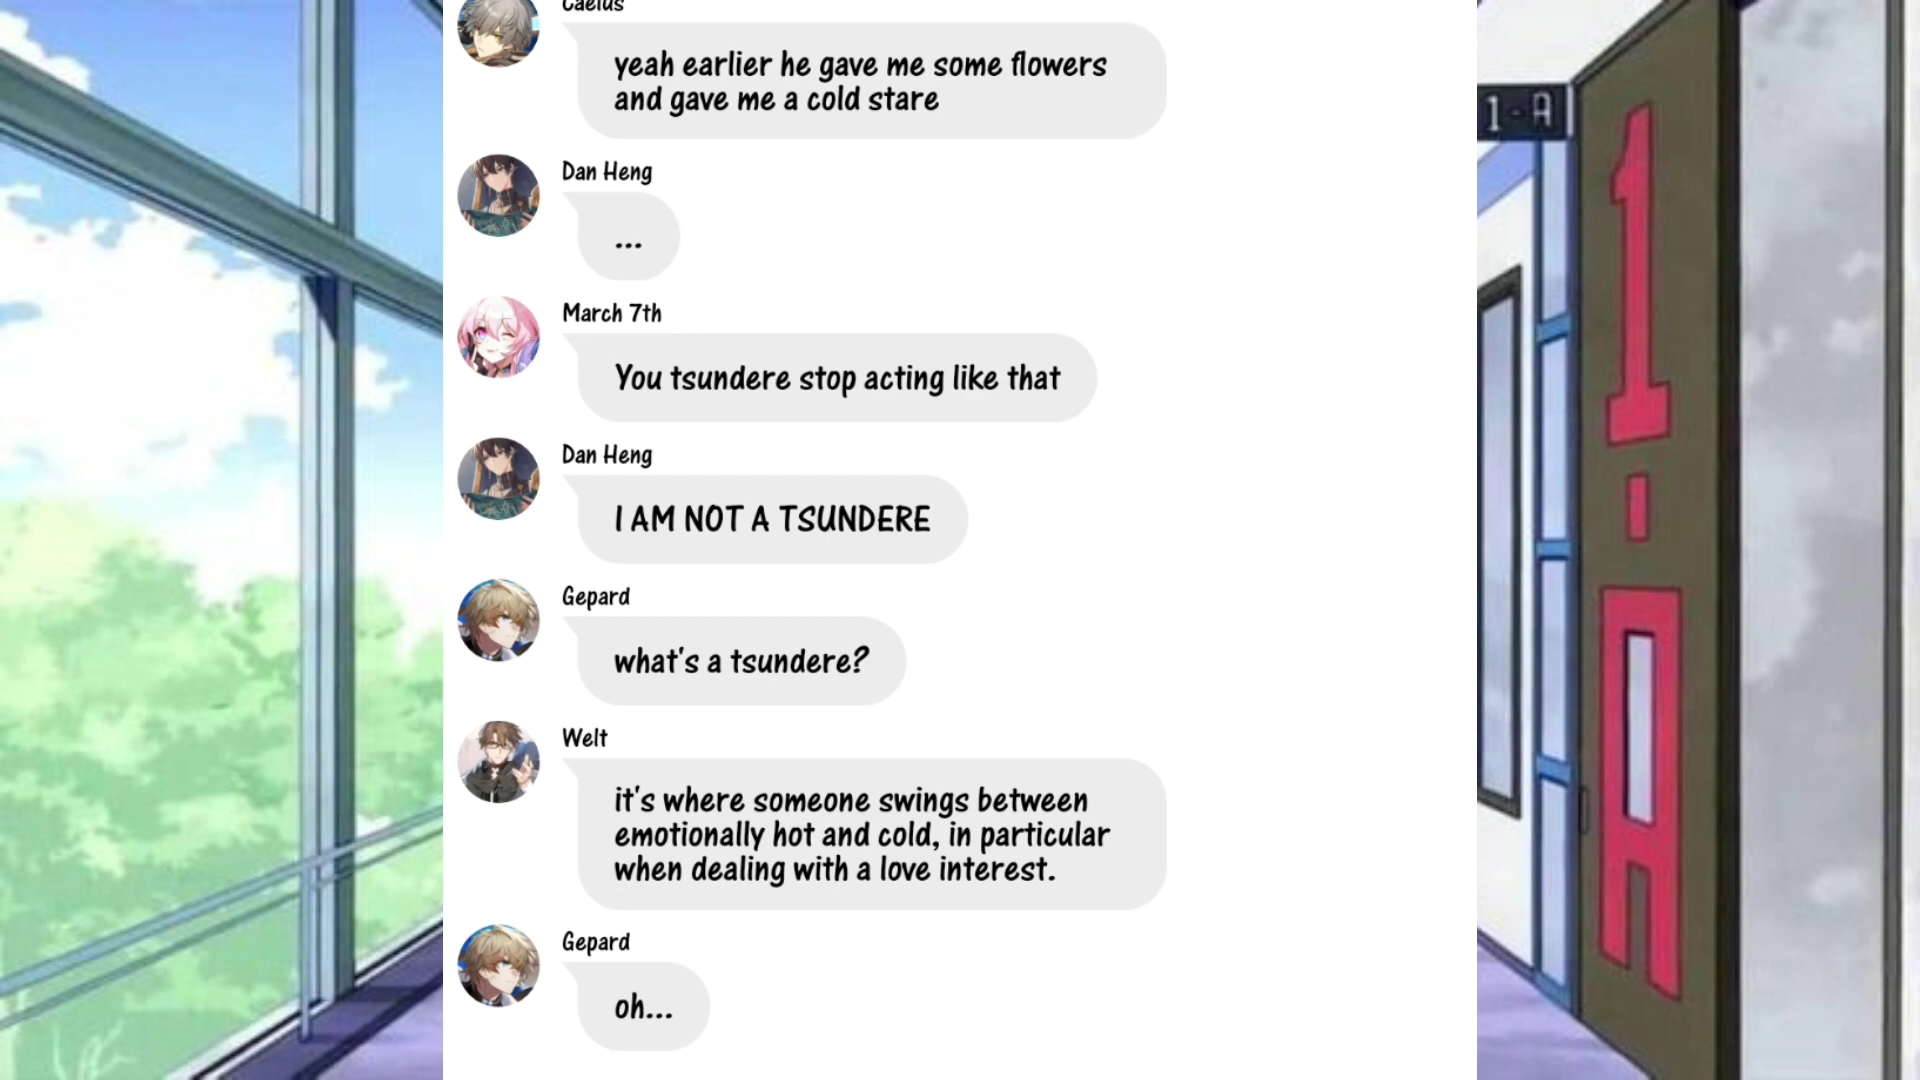 Caelus
yeah earlier he gave me some flowers
and gave me a cold stare
Dan Heng
...
March 7th
You tsundere stop acting like that
Dan Heng
I AM NOT A TSUNDERE
Gepard
what's a tsundere?
Welt
it's where someone swings between
emotionally hot and cold, in particular
when dealing with a love interest.
Gepard
oh...
1-A
1-A